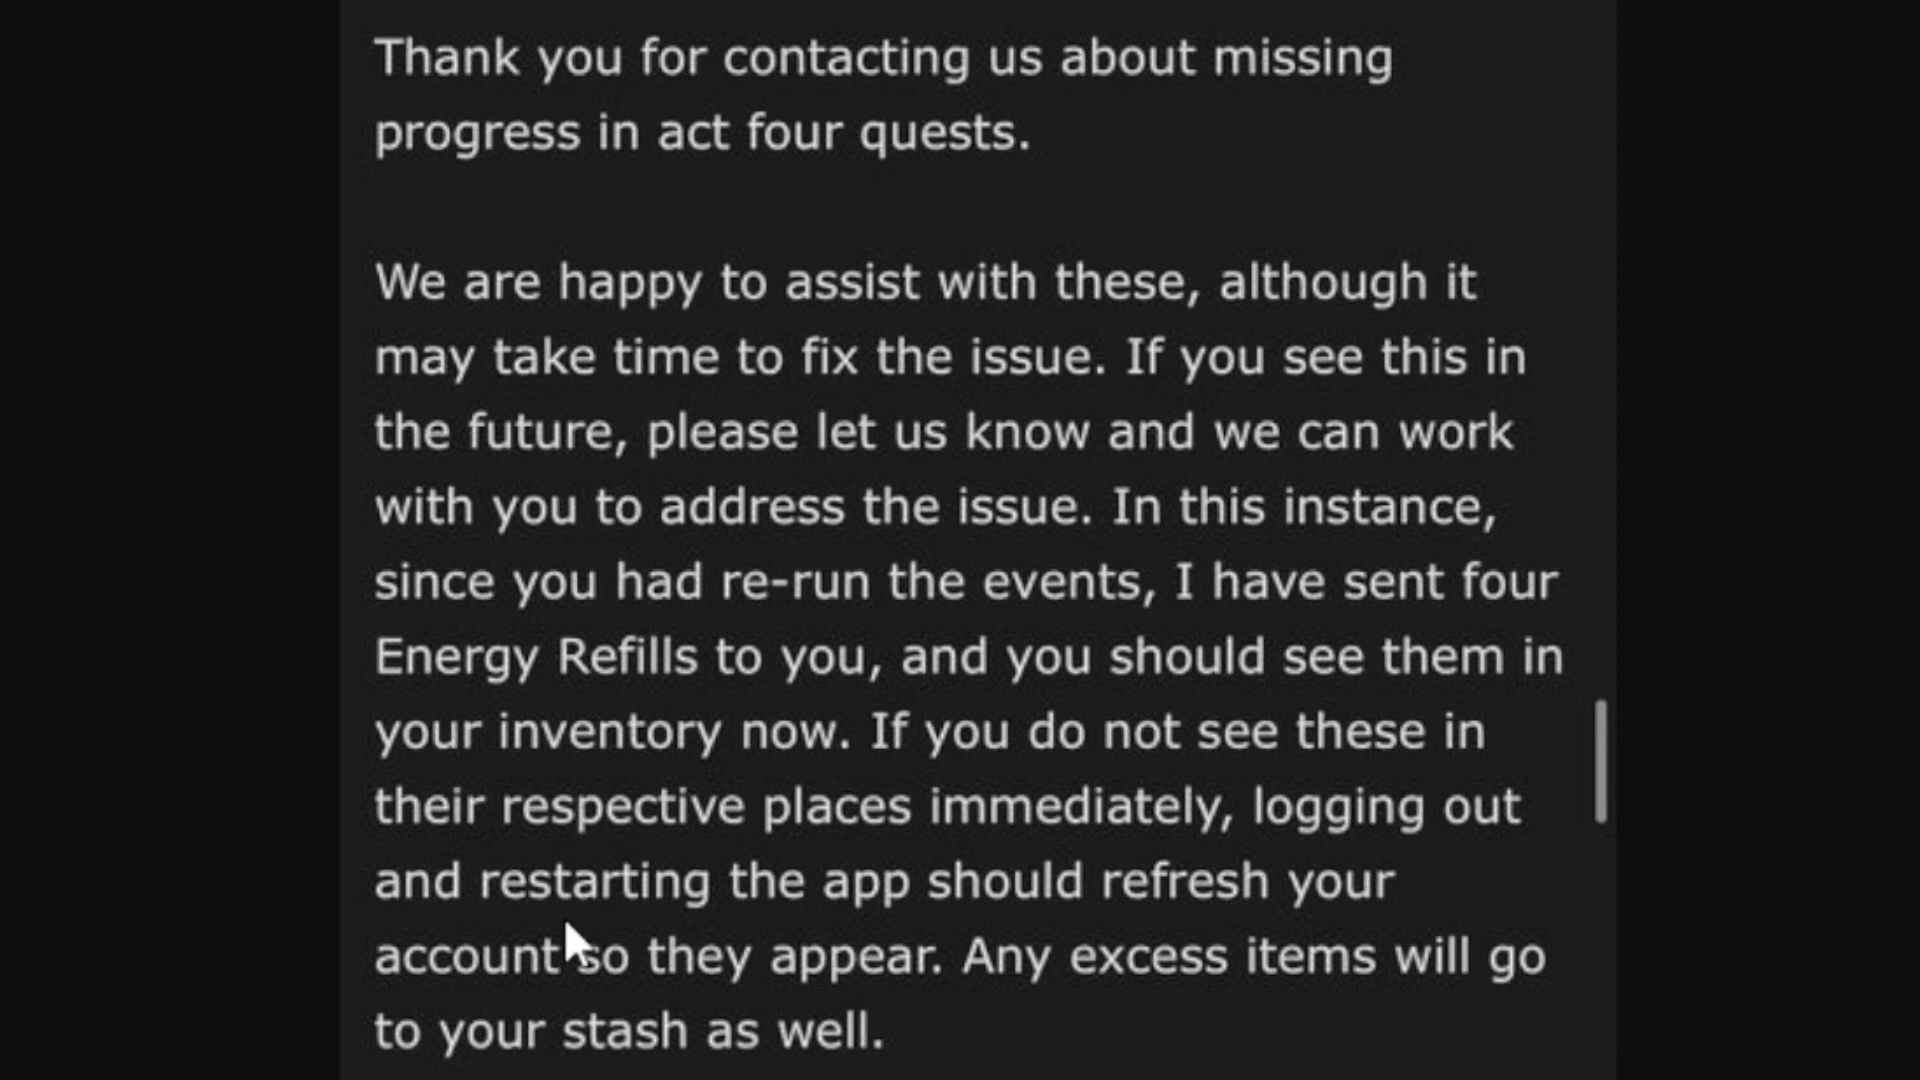 Thank you for contacting us about missing
progress in act four quests.
We are happy to assist with these, although it
may take time to fix the issue. If you see this in
the future, please let us know and we can work
with you to address the issue. In this instance,
since you had re-run the events, I have sent four
Energy Refills to you, and you should see them in
your inventory now. If you do not see these in
their respective places immediately, logging out
and restarting the app should refresh your
account so they appear. Any excess items will go
to your stash as well.